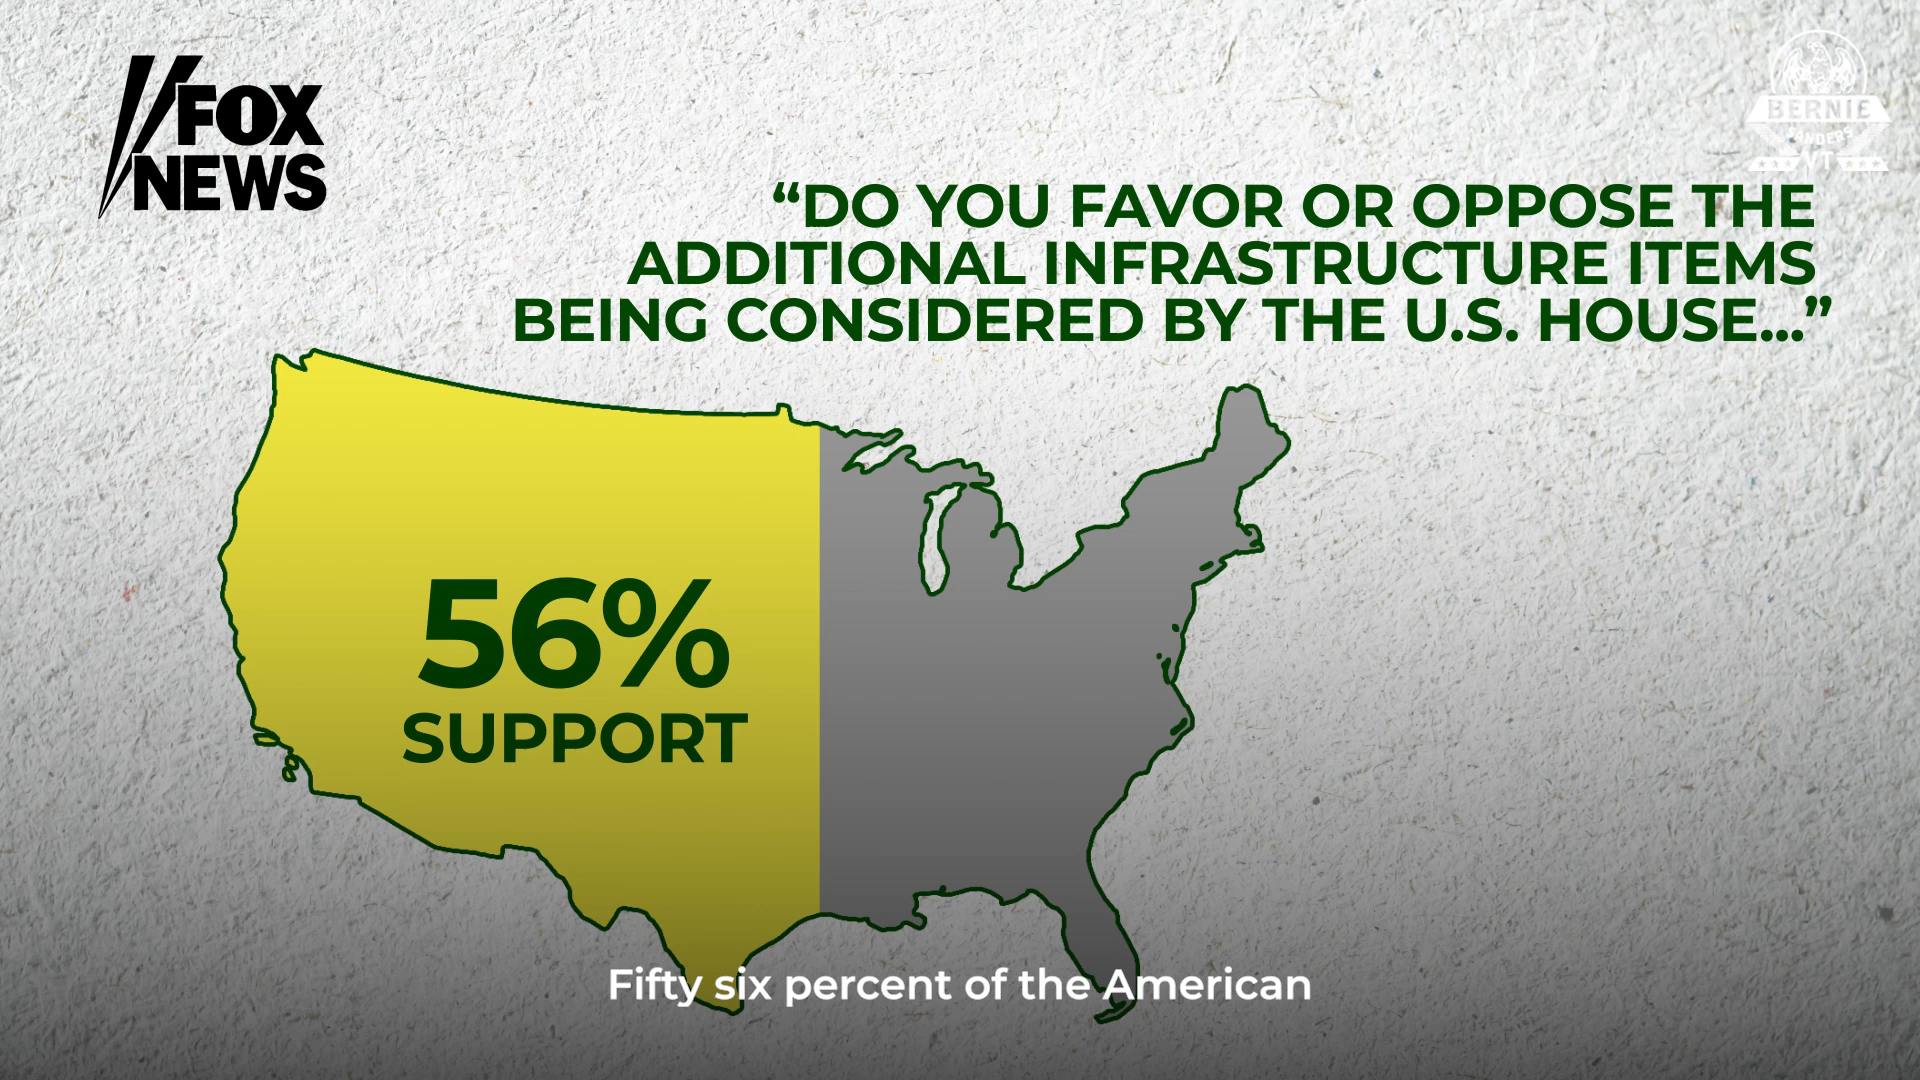 FOX
NEWS
BERNIE
SANDERS
VT
“DO YOU FAVOR OR OPPOSE THE
ADDITIONAL INFRASTRUCTURE ITEMS
BEING CONSIDERED BY THE U.S. HOUSE...”
56%
SUPPORT
Fifty six percent of the American